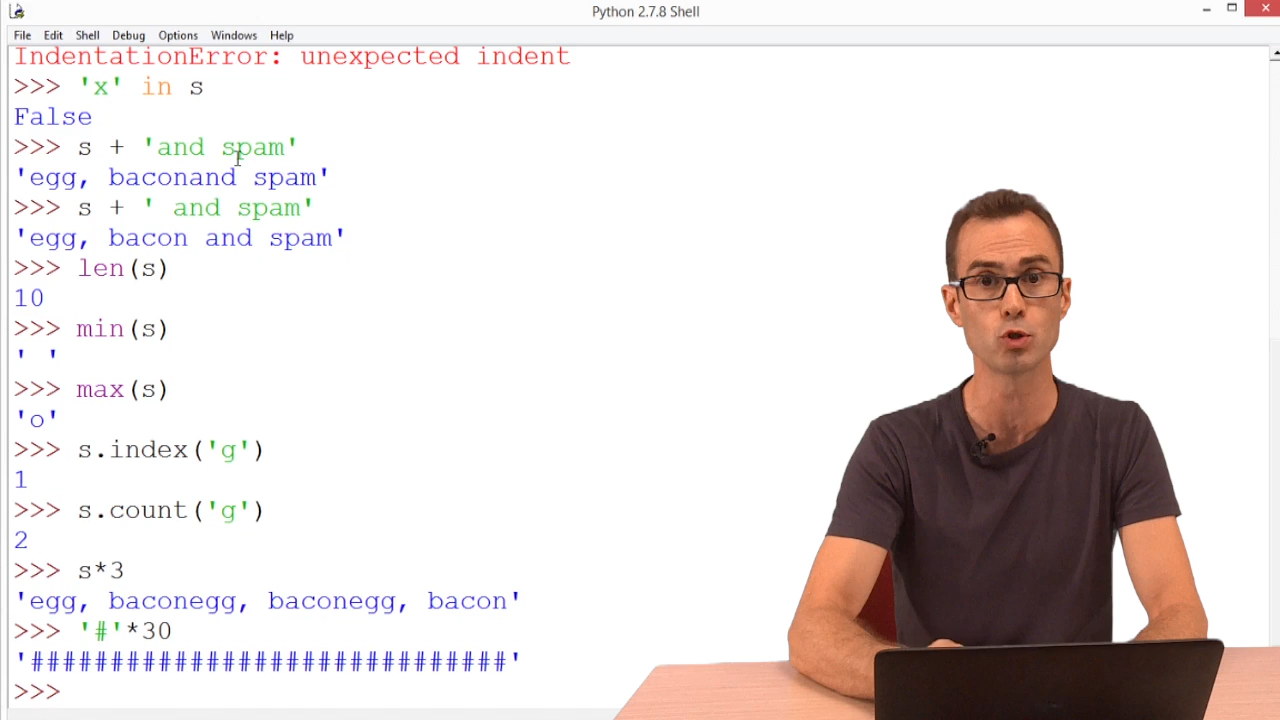 Python 2.7.8 Shell
File Edit Shell Debug Options Windows Help
IndentationError: unexpected indent
>>> 'x' in s
False
>>> s + 'and spam'
'egg, baconand spam'
>>> s + ' and spam'
'egg, bacon and spam'
>>> len(s)
10
>>> min(s)
' '
>>> max(s)
'o'
>>> s.index('g')
1
>>> s.count('g')
2
>>> s*3
'egg, baconegg, baconegg, bacon'
>>> '#'*30
'##############################'
>>>